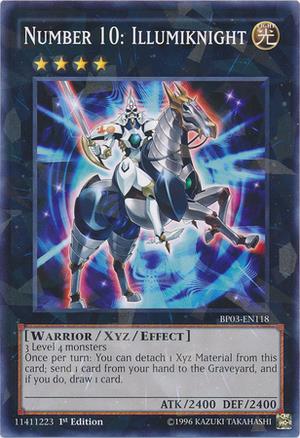 NUMBER 10: ILLUMIKNIGHT
光
BP03-EN118
[WARRIOR / XYZ / EFFECT]
3 Level 4 monsters
Once per turn: You can detach 1 Xyz Material from this
card; send 1 card from your hand to the Graveyard, and
if you do, draw 1 card.
ATK/2400 DEF/2400
11411223 1st Edition ©1996 KAZUKI TAKAHASHI